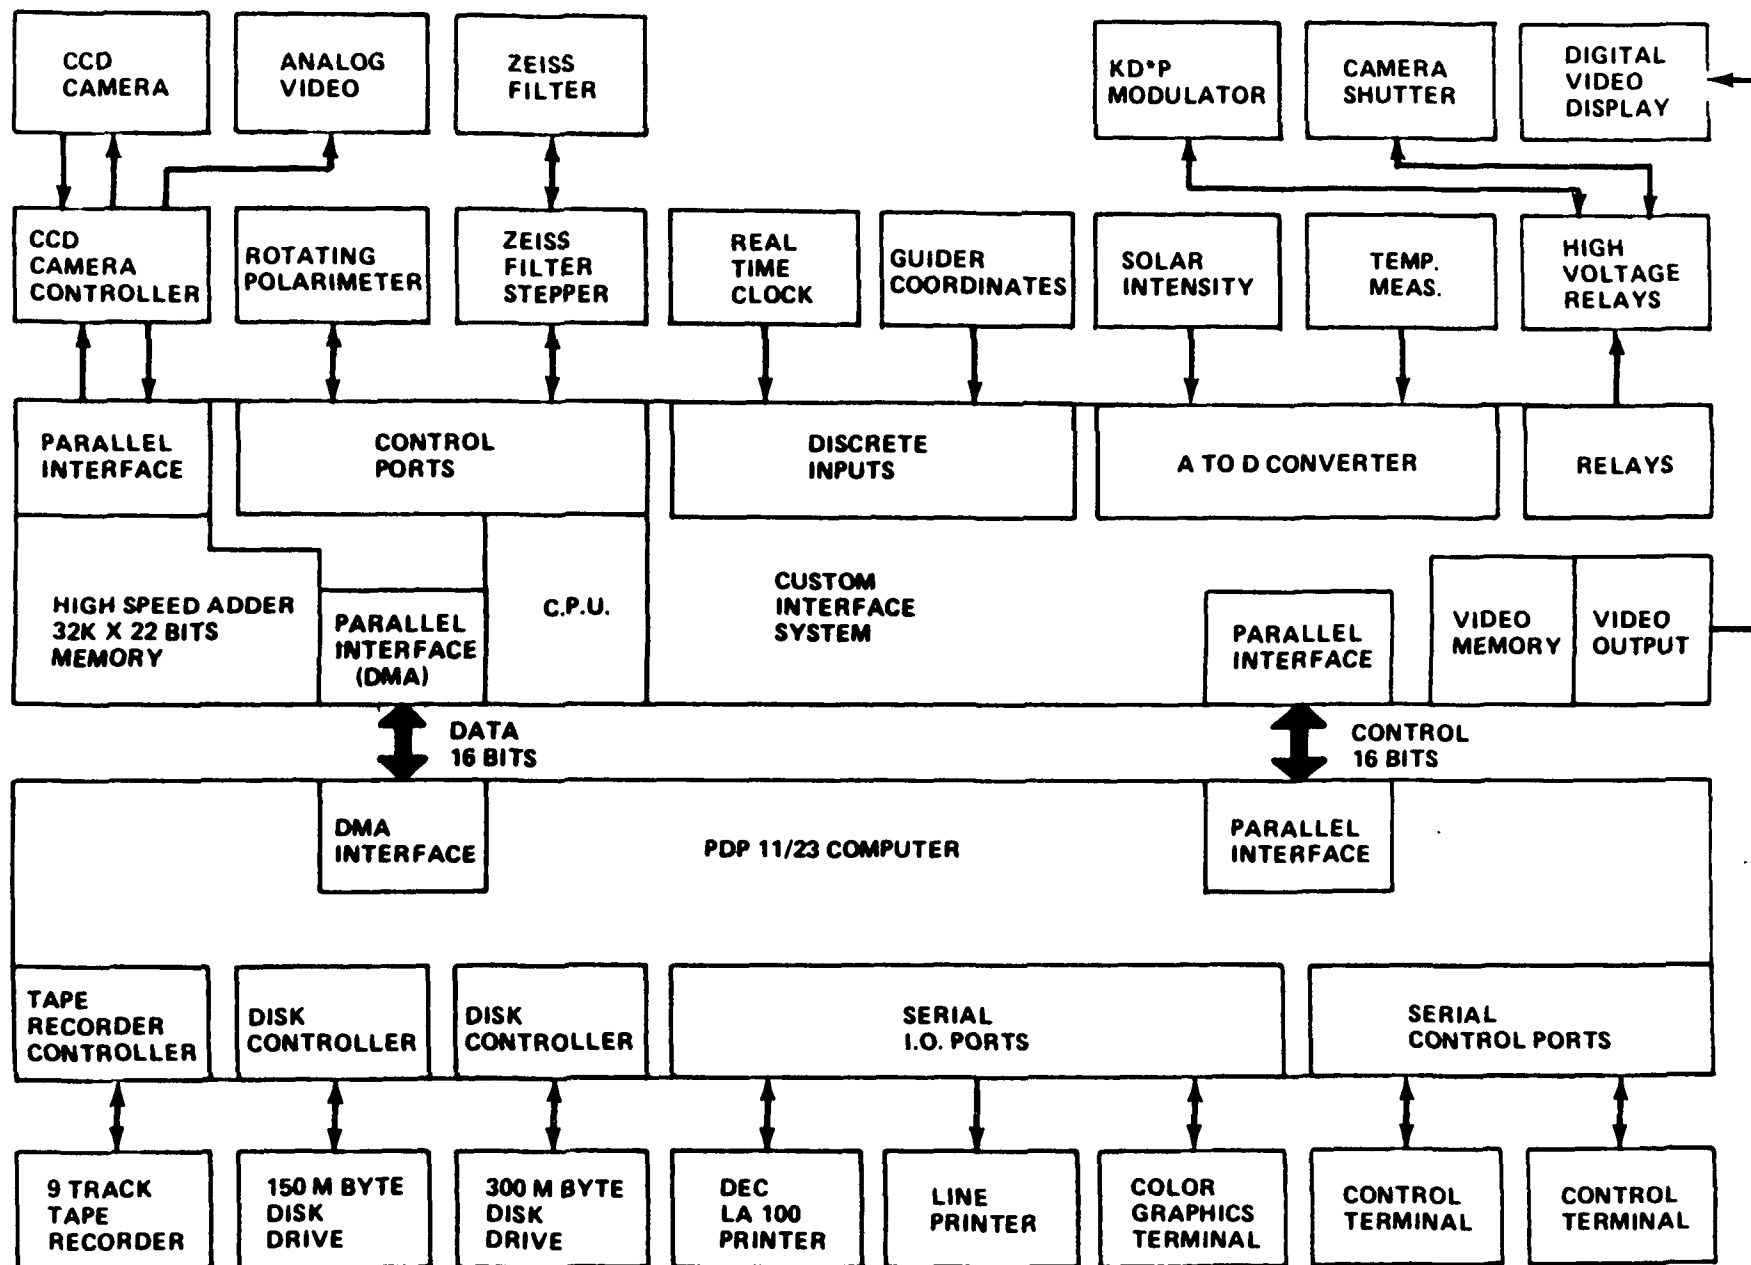 CCD
CAMERA
ANALOG
VIDEO
ZEISS
FILTER
KD*P
MODULATOR
CAMERA
SHUTTER
DIGITAL
VIDEO
DISPLAY
CCD
CAMERA
CONTROLLER
ROTATING
POLARIMETER
ZEISS
FILTER
STEPPER
REAL
TIME
CLOCK
GUIDER
COORDINATES
SOLAR
INTENSITY
TEMP.
MEAS.
HIGH
VOLTAGE
RELAYS
PARALLEL
INTERFACE
CONTROL
PORTS
DISCRETE
INPUTS
A TO D CONVERTER
RELAYS
HIGH SPEED ADDER
32K X 22 BITS
MEMORY
PARALLEL
INTERFACE
(DMA)
C.P.U.
CUSTOM
INTERFACE
SYSTEM
PARALLEL
INTERFACE
VIDEO
MEMORY
VIDEO
OUTPUT
DATA
16 BITS
CONTROL
16 BITS
DMA
INTERFACE
PDP 11/23 COMPUTER
PARALLEL
INTERFACE
TAPE
RECORDER
CONTROLLER
DISK
CONTROLLER
DISK
CONTROLLER
SERIAL
I.O. PORTS
SERIAL
CONTROL PORTS
9 TRACK
TAPE
RECORDER
150 M BYTE
DISK
DRIVE
300 M BYTE
DISK
DRIVE
DEC
LA 100
PRINTER
LINE
PRINTER
COLOR
GRAPHICS
TERMINAL
CONTROL
TERMINAL
CONTROL
TERMINAL